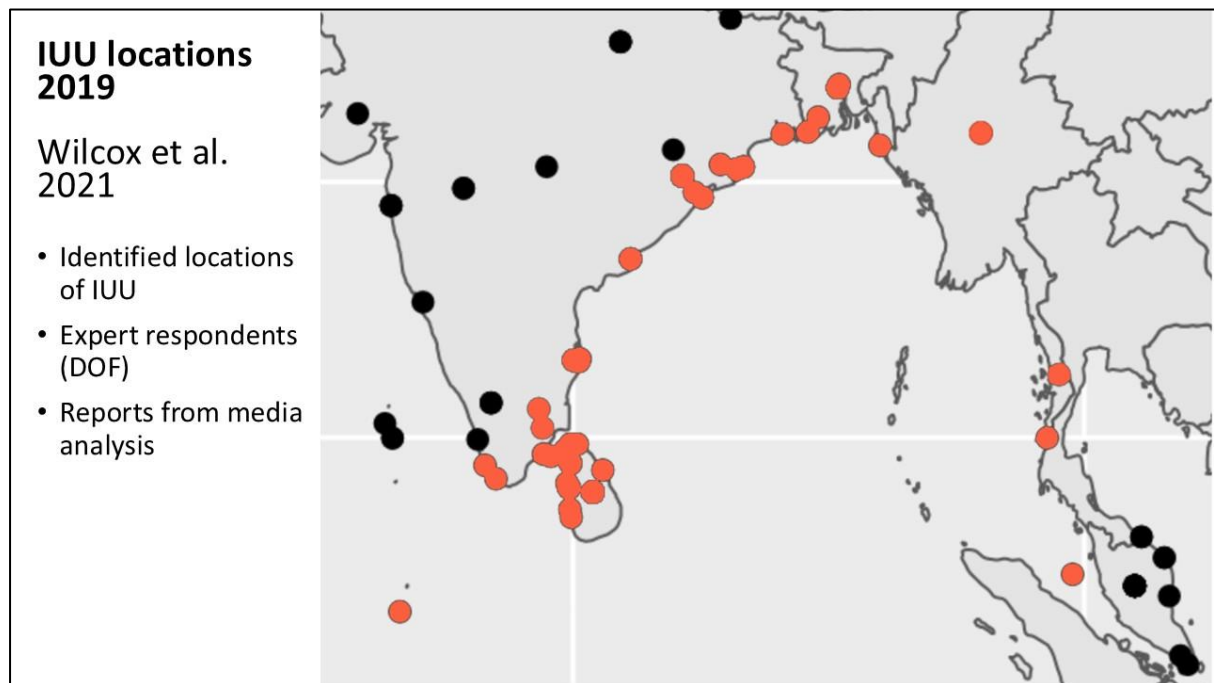 IUU locations
2019
Wilcox et al.
2021
• Identified locations
of IUU
• Expert respondents
(DOF)
• Reports from media
analysis